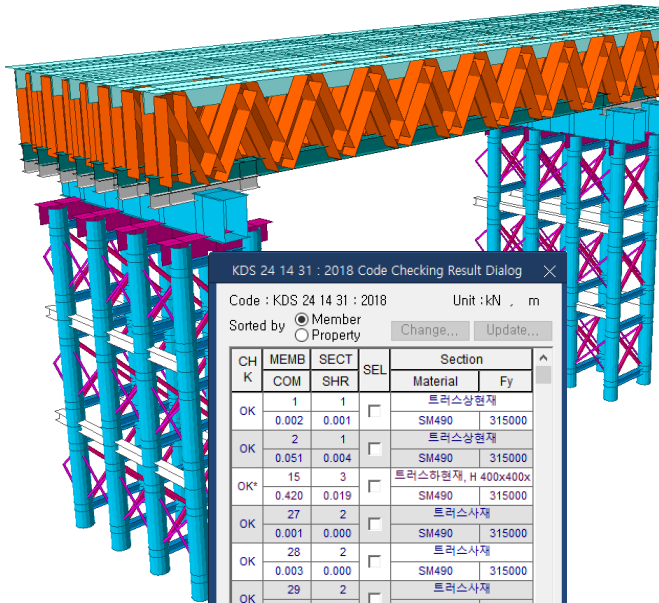 KDS 24 14 31 : 2018 Code Checking Result Dialog
Code : KDS 24 14 31 : 2018 Unit : kN , m
Sorted by Member
Property
Change... Update...
CHK MEMB SECT SEL Section
COM SHR Material Fy
OK 1 1 트러스상현재
0.002 0.001 SM490 315000
OK 2 1 트러스상현재
0.051 0.004 SM490 315000
OK* 15 3 트러스하현재, H 400x400x
0.420 0.019 SM490 315000
OK 27 2 트러스사재
0.001 0.000 SM490 315000
OK 28 2 트러스사재
0.003 0.000 SM490 315000
OK 29 2 트러스사재